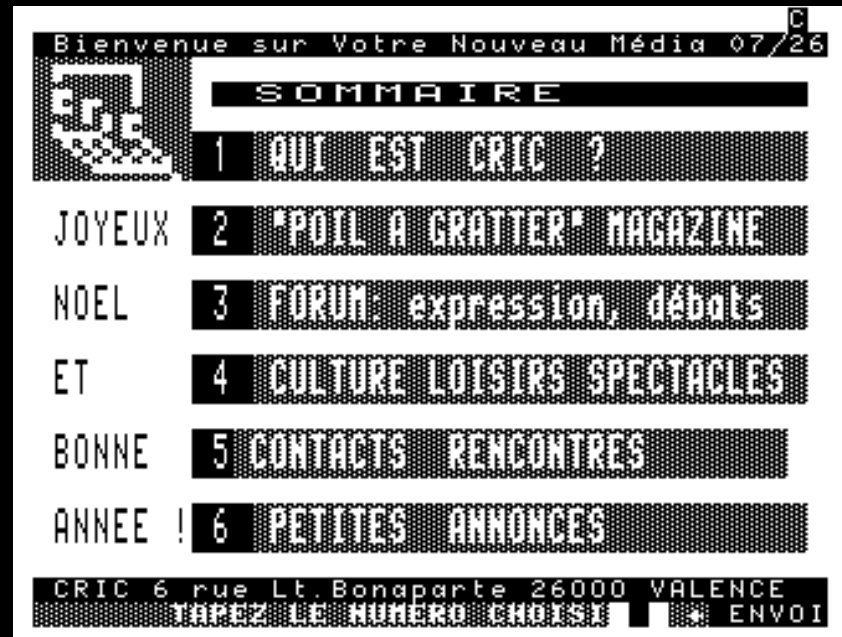 C
Bienvenue sur Votre Nouveau Média 07/26
Cric
SOMMAIRE
1 QUI EST CRIC ?
JOYEUX 2 "POIL A GRATTER" MAGAZINE
NOEL 3 FORUM: expression, débats
ET 4 CULTURE LOISIRS SPECTACLES
BONNE 5 CONTACTS RENCONTRES
ANNEE ! 6 PETITES ANNONCES
CRIC 6 rue Lt.Bonaparte 26000 VALENCE
TAPEZ LE NUMERO CHOISI * ENVOI